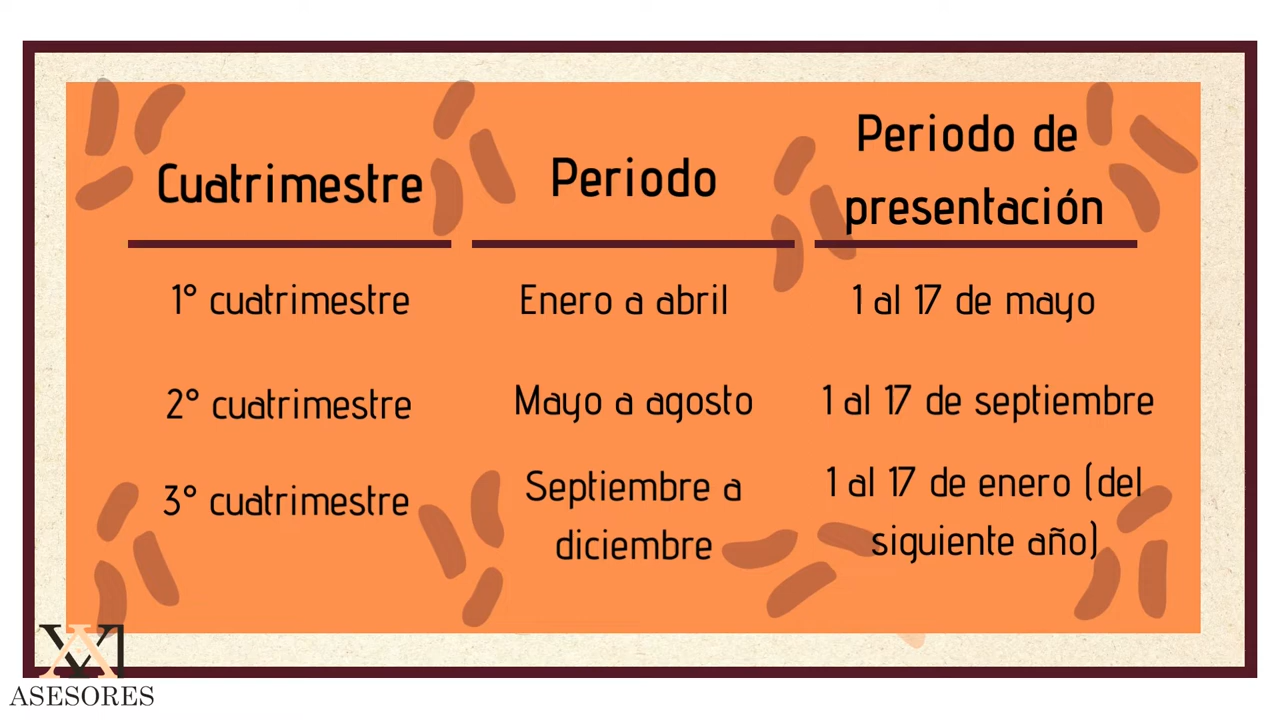 Cuatrimestre
Periodo
Periodo de
presentación
1° cuatrimestre
Enero a abril
1 al 17 de mayo
2° cuatrimestre
Mayo a agosto
1 al 17 de septiembre
3° cuatrimestre
Septiembre a
diciembre
1 al 17 de enero (del
siguiente año)
ASESORES